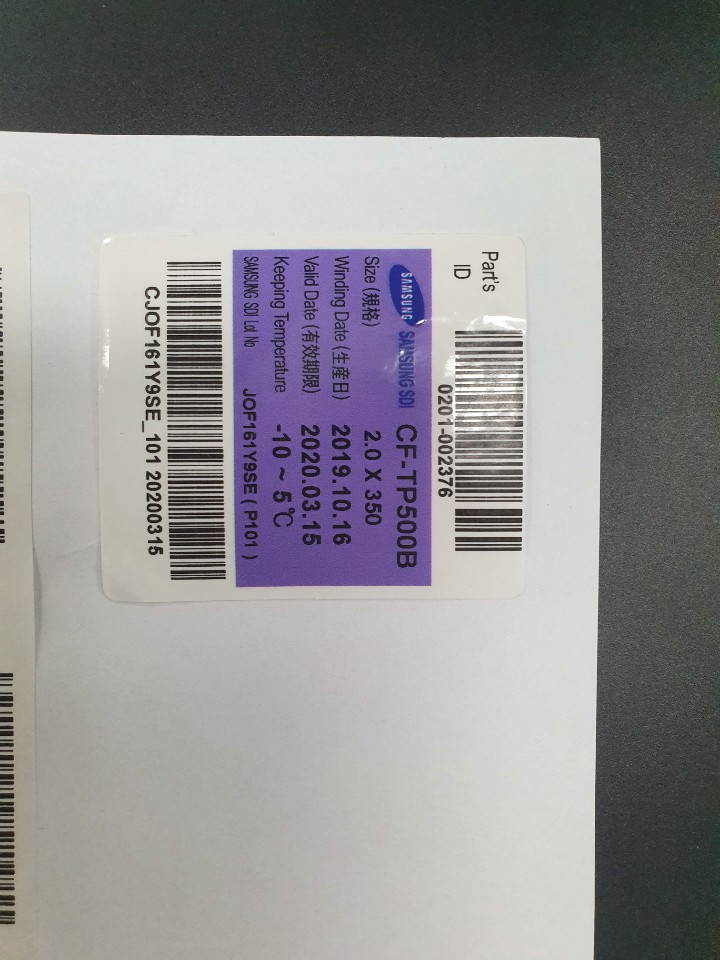 Part's
ID
0201-002376
SAMSUNG SAMSUNG SDI CF-TP500B
Size (規格) 2.0 X 350
Winding Date (生産日) 2019.10.16
Valid Date (有效期限) 2020.03.15
Keeping Temperature -10 ~ 5℃
SAMSUNG SDI Lot No JOF161Y9SE ( P101 )
CJOF161Y9SE_101 20200315